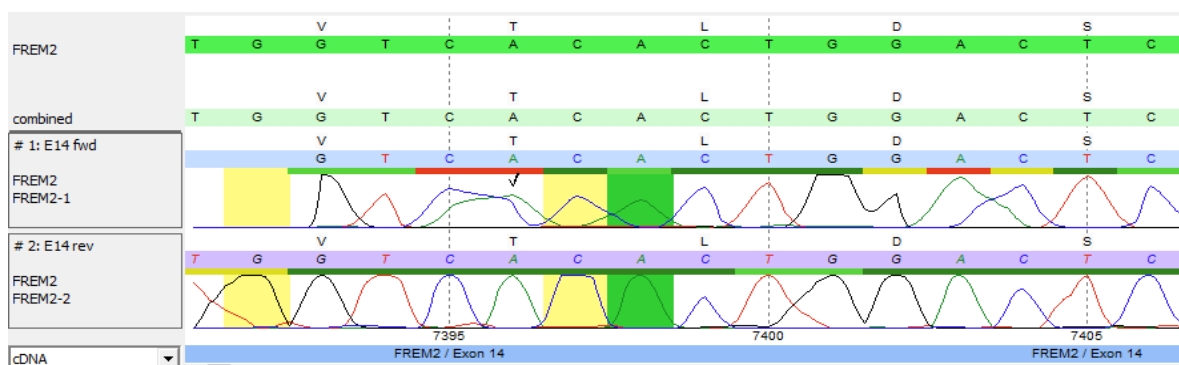 V T L D S
FREM2 T G G T C A C A C T G G A C T C
V T L D S
combined T G G T C A C A C T G G A C T C
# 1: E14 fwd V T L D S
G T C A C A C T G G A C T C
FREM2
FREM2-1
# 2: E14 rev V T L D S
T G G T C A C A C T G G A C T C
FREM2
FREM2-2
7395 7400 7405
cDNA FREM2 / Exon 14 FREM2 / Exon 14